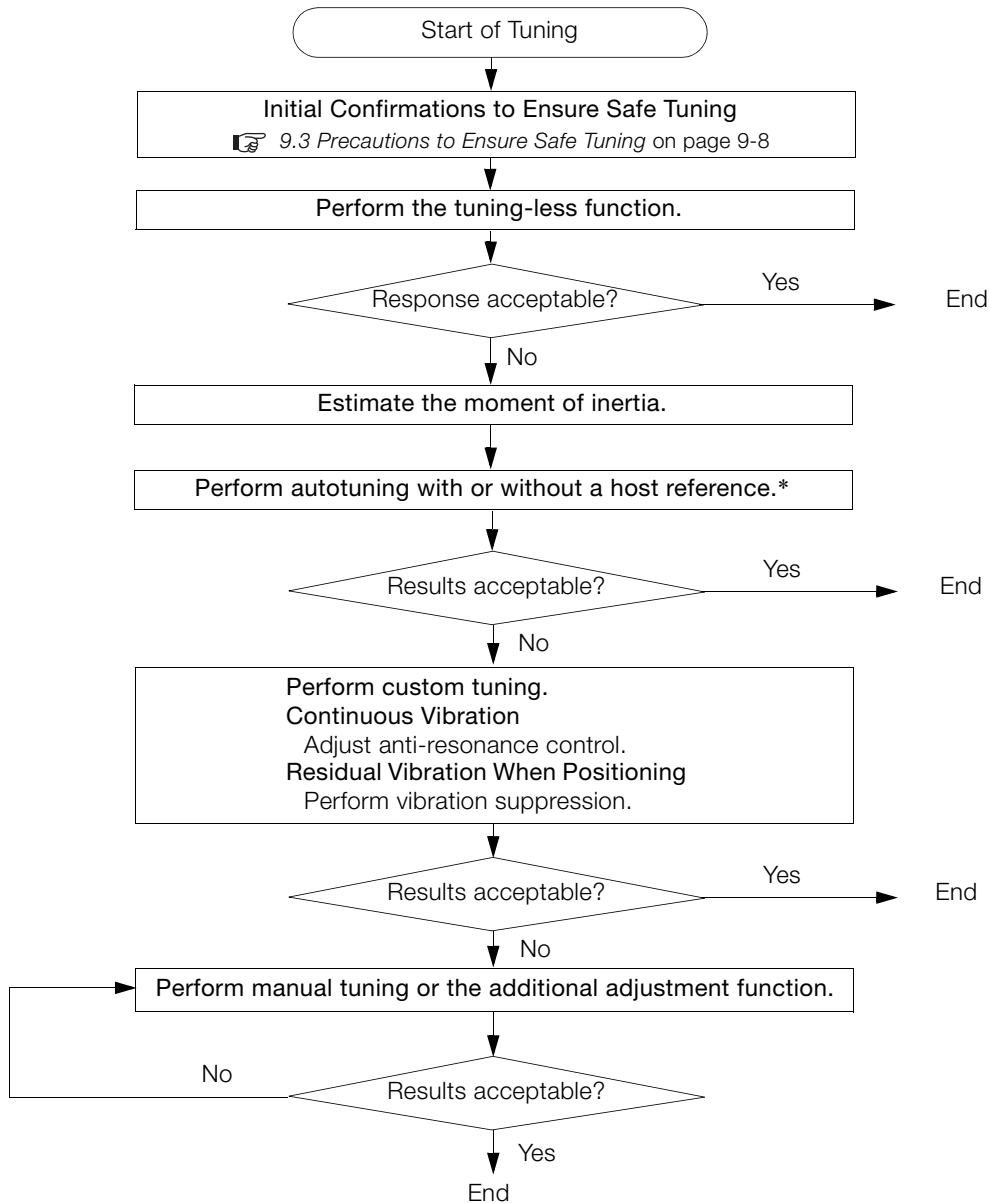 Start of Tuning
Initial Confirmations to Ensure Safe Tuning
9.3 Precautions to Ensure Safe Tuning on page 9-8
Perform the tuning-less function.
Response acceptable?
Yes
End
No
Estimate the moment of inertia.
Perform autotuning with or without a host reference.*
Results acceptable?
Yes
End
No
Perform custom tuning.
Continuous Vibration
Adjust anti-resonance control.
Residual Vibration When Positioning
Perform vibration suppression.
Results acceptable?
Yes
End
No
Perform manual tuning or the additional adjustment function.
No
Results acceptable?
Yes
End